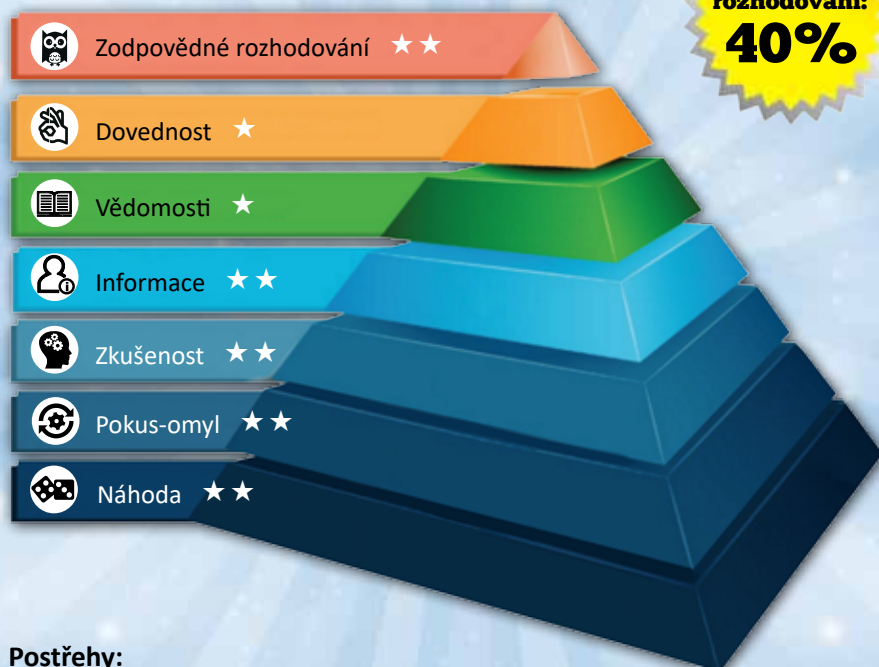 rozhodování:
40%
Zodpovědné rozhodování ★ ★
Dovednost ★
Vědomosti ★
Informace ★ ★
Zkušenost ★ ★
Pokus-omyl ★ ★
Náhoda ★ ★
Postřehy: